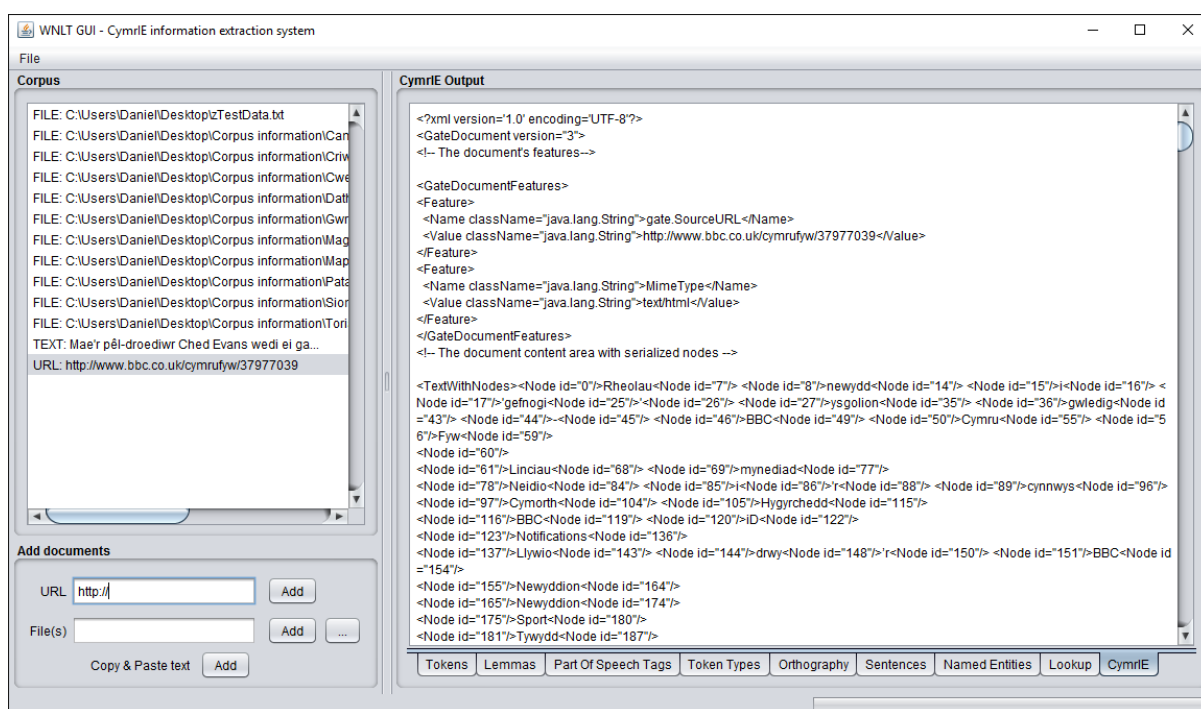 WNLT GUI - CymrIE information extraction system
File
Corpus
FILE: C:\Users\Daniel\Desktop\zTestData.txt
FILE: C:\Users\Daniel\Desktop\Corpus information\Can
FILE: C:\Users\Daniel\Desktop\Corpus information\Criw
FILE: C:\Users\Daniel\Desktop\Corpus information\Cwe
FILE: C:\Users\Daniel\Desktop\Corpus information\Dath
FILE: C:\Users\Daniel\Desktop\Corpus information\Gwr
FILE: C:\Users\Daniel\Desktop\Corpus information\Mag
FILE: C:\Users\Daniel\Desktop\Corpus information\Map
FILE: C:\Users\Daniel\Desktop\Corpus information\Pata
FILE: C:\Users\Daniel\Desktop\Corpus information\Sior
FILE: C:\Users\Daniel\Desktop\Corpus information\Tori
TEXT: Mae'r pêl-droediwr Ched Evans wedi ei ga...
URL: http://www.bbc.co.uk/cymrufyw/37977039
Add documents
URL http:// Add
File(s) Add ...
Copy & Paste text Add
CymrIE Output
<?xml version='1.0' encoding='UTF-8'?>
<GateDocument version="3">
<!-- The document's features-->
<GateDocumentFeatures>
<Feature>
<Name className="java.lang.String">gate.SourceURL</Name>
<Value className="java.lang.String">http://www.bbc.co.uk/cymrufyw/37977039</Value>
</Feature>
<Feature>
<Name className="java.lang.String">MimeType</Name>
<Value className="java.lang.String">text/html</Value>
</Feature>
</GateDocumentFeatures>
<!-- The document content area with serialized nodes -->
<TextWithNodes><Node id="0"/>Rheolau<Node id="7"/> <Node id="8"/>newydd<Node id="14"/> <Node id="15"/>i<Node id="16"/> <
Node id="17"/>'gefnogi<Node id="25"/>'<Node id="26"/> <Node id="27"/>ysgolion<Node id="35"/> <Node id="36"/>gwledig<Node id
="43"/> <Node id="44"/>-<Node id="45"/> <Node id="46"/>BBC<Node id="49"/> <Node id="50"/>Cymru<Node id="55"/> <Node id="5
6"/>Fyw<Node id="59"/>
<Node id="60"/>
<Node id="61"/>Linciau<Node id="68"/> <Node id="69"/>mynediad<Node id="77"/>
<Node id="78"/>Neidio<Node id="84"/> <Node id="85"/>i<Node id="86"/>'r<Node id="88"/> <Node id="89"/>cynnwys<Node id="96"/>
<Node id="97"/>Cymorth<Node id="104"/> <Node id="105"/>Hygyrchedd<Node id="115"/>
<Node id="116"/>BBC<Node id="119"/> <Node id="120"/>iD<Node id="122"/>
<Node id="123"/>Notifications<Node id="136"/>
<Node id="137"/>Llywio<Node id="143"/> <Node id="144"/>drwy<Node id="148"/>'r<Node id="150"/> <Node id="151"/>BBC<Node id
="154"/>
<Node id="155"/>Newyddion<Node id="164"/>
<Node id="165"/>Newyddion<Node id="174"/>
<Node id="175"/>Sport<Node id="180"/>
<Node id="181"/>Tywydd<Node id="187"/>
Tokens Lemmas Part Of Speech Tags Token Types Orthography Sentences Named Entities Lookup CymrIE